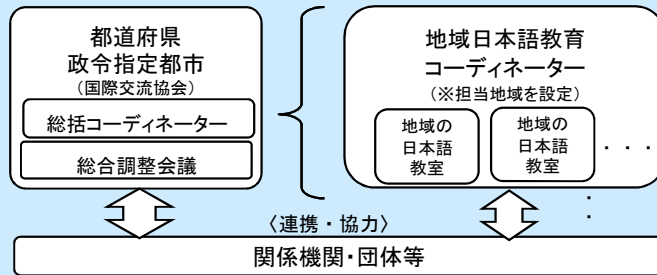 都道府県
政令指定都市
（国際交流協会）
総括コーディネーター
総合調整会議
地域日本語教育
コーディネーター
（※担当地域を設定）
地域の
日本語
教室
地域の
日本語
教室
・・・
：
〈連携・協力〉
関係機関・団体等